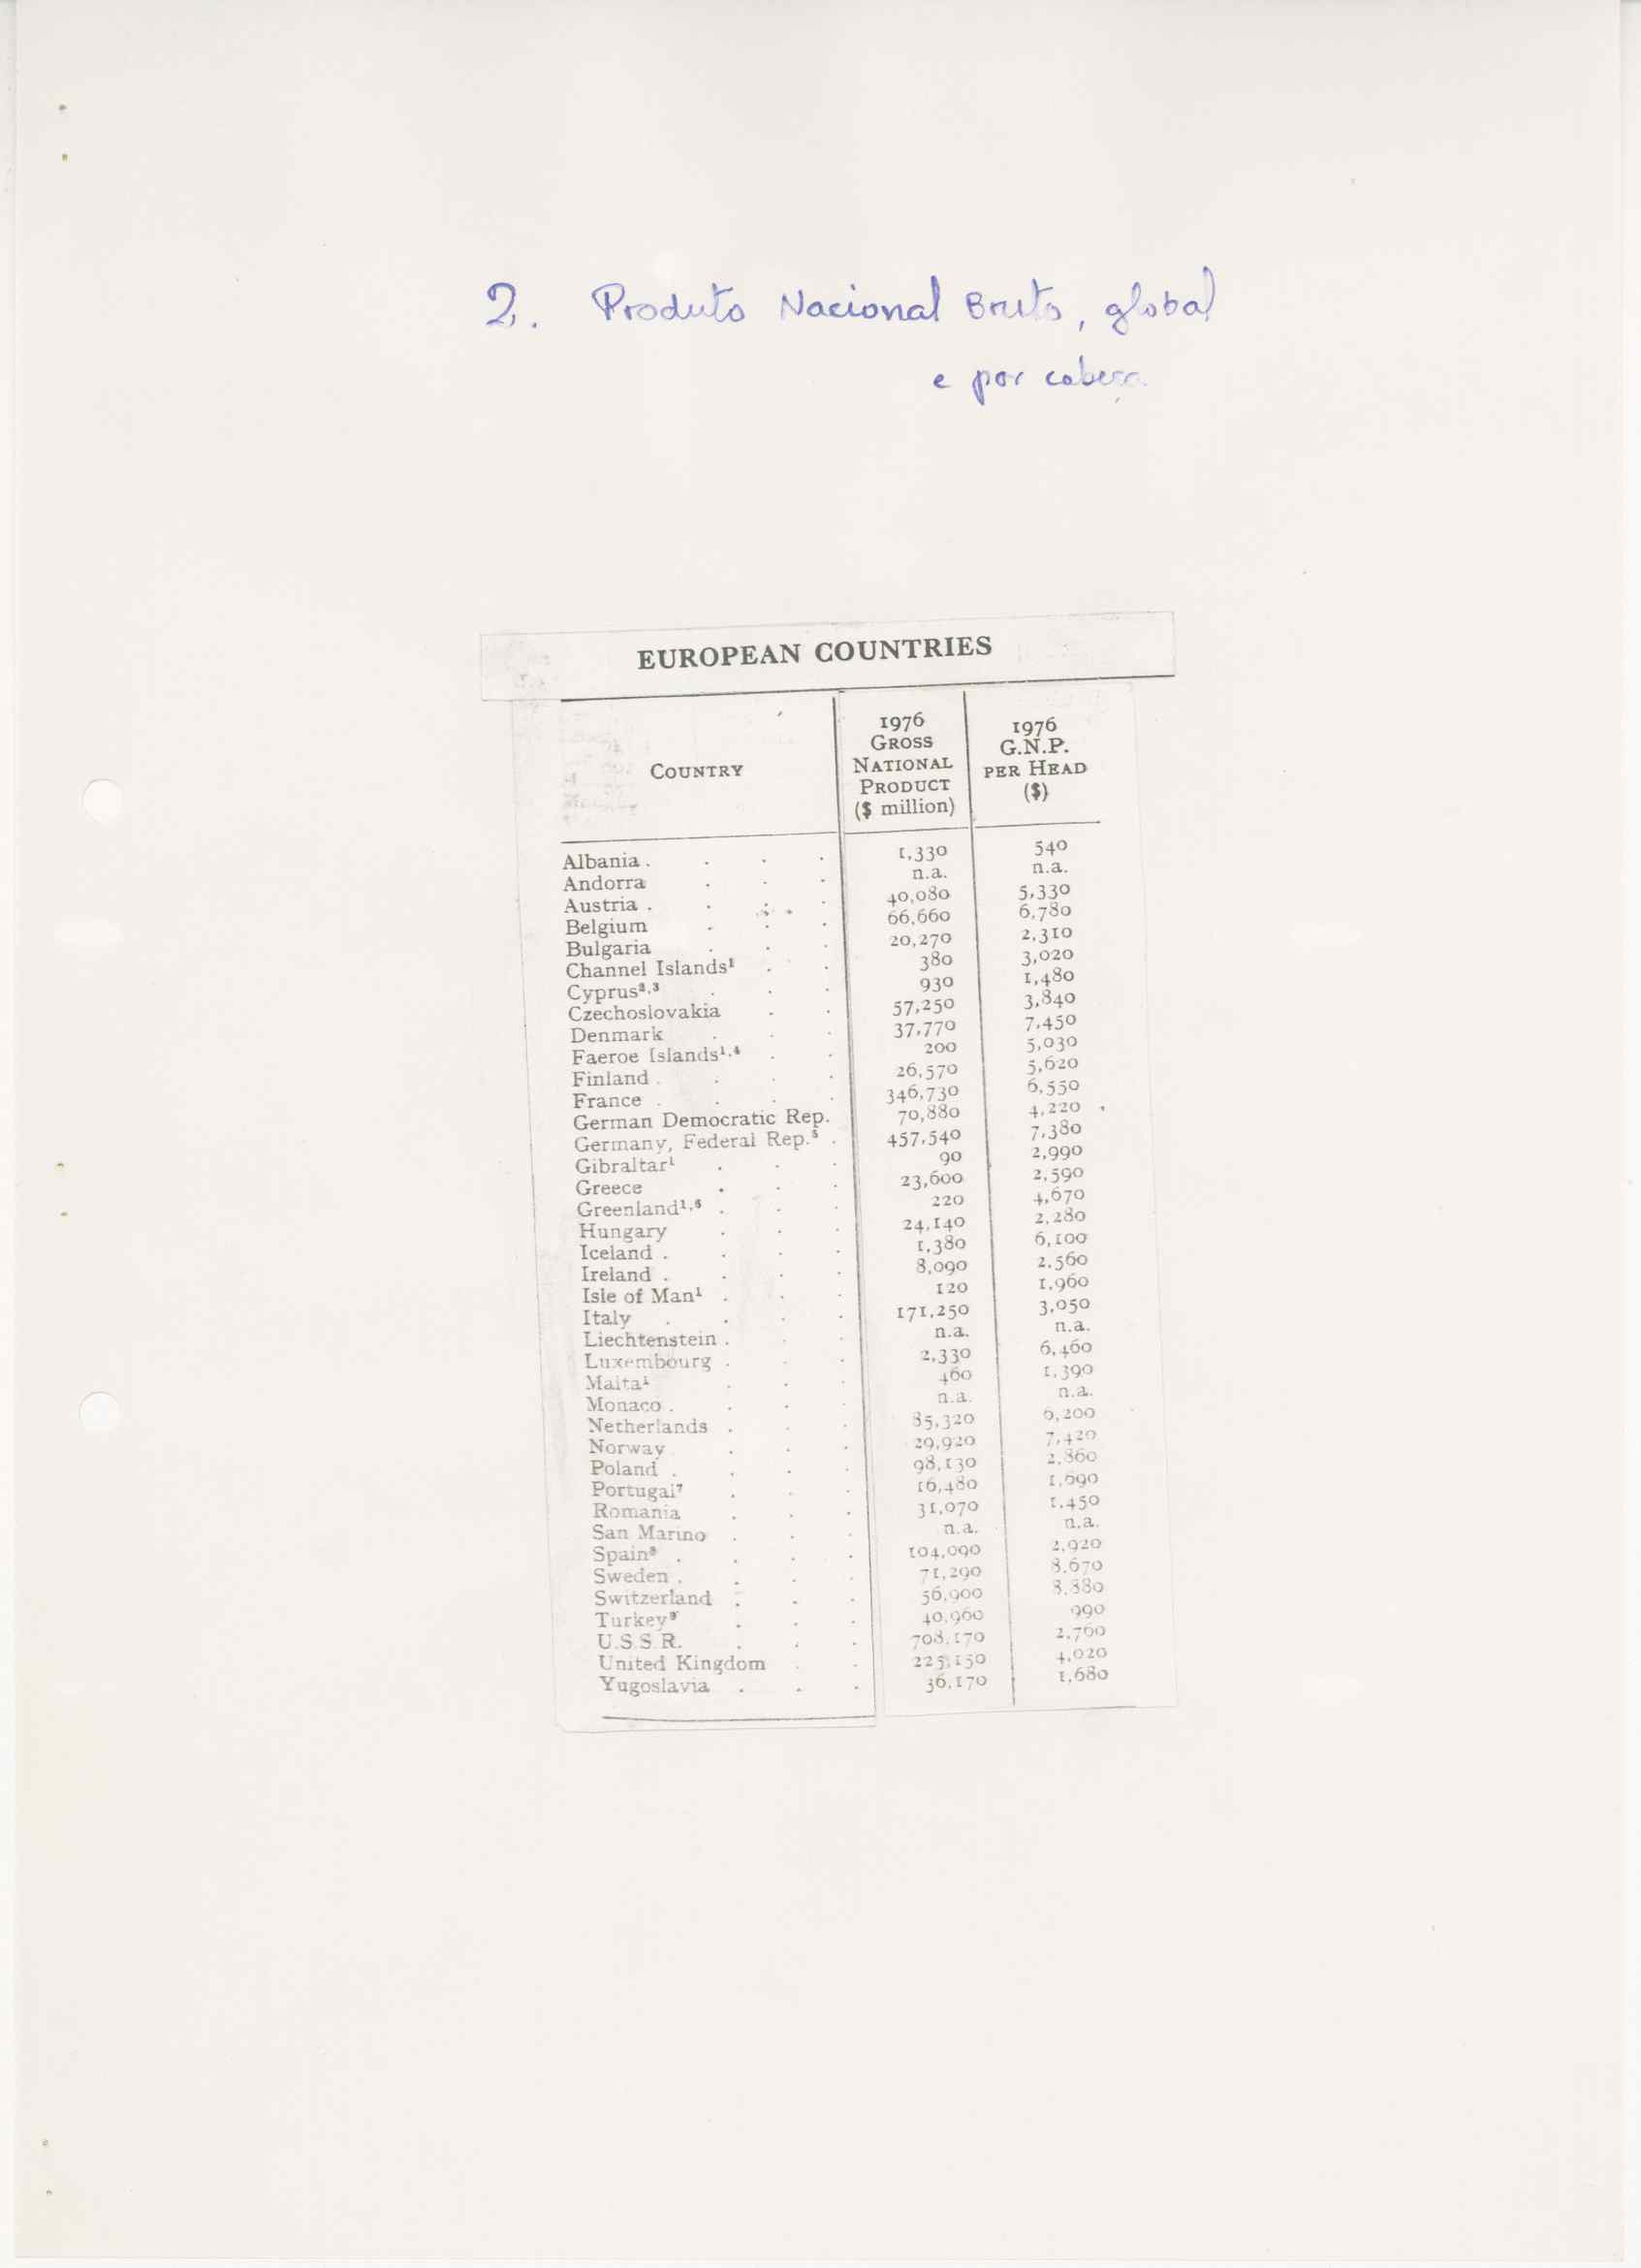 2. Produto Nacional Bruto, global
e por cabeça
EUROPEAN COUNTRIES
COUNTRY 1976 GROSS NATIONAL PRODUCT ($ million) 1976 G.N.P. PER HEAD ($)
Albania . . . . 1,330 540
Andorra . . . n.a. n.a.
Austria . . . . 40,080 5,330
Belgium . . . 66,660 6,780
Bulgaria . . . 20,270 2,310
Channel Islands¹ . . 380 3,020
Cyprus²,³ . . . 930 1,480
Czechoslovakia . . 57,250 3,840
Denmark . . . 37,770 7,450
Faeroe Islands¹,⁴ . . 200 5,030
Finland . . . . 26,570 5,620
France . . . . 346,730 6,550
German Democratic Rep. 70,880 4,220
Germany, Federal Rep.⁵ . 457,540 7,380
Gibraltar¹ . . . 90 2,990
Greece . . . 23,600 2,590
Greenland¹,⁶ . . . 220 4,670
Hungary . . . 24,140 2,280
Iceland . . . . 1,380 6,100
Ireland . . . . 8,090 2,560
Isle of Man¹ . . . 120 1,960
Italy . . . . 171,250 3,050
Liechtenstein . . . n.a. n.a.
Luxembourg . . . 2,330 6,460
Malta¹ . . . 460 1,390
Monaco . . . . n.a. n.a.
Netherlands . . . 85,320 6,200
Norway . . . 29,920 7,420
Poland . . . . 98,130 2,860
Portugal⁷ . . . 16,480 1,690
Romania . . . 31,070 1,450
San Marino . . . n.a. n.a.
Spain⁸ . . . . 104,090 2,920
Sweden . . . . 71,290 8,670
Switzerland . . . 56,900 8,880
Turkey⁹ . . . 40,960 990
U.S.S.R. . . . 708,170 2,760
United Kingdom . . 225,150 4,020
Yugoslavia . . . 36,170 1,680